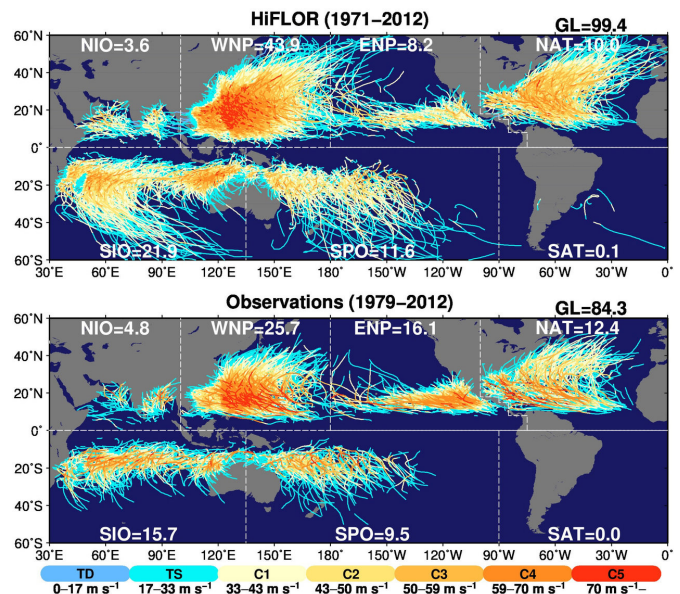 HiFLOR (1971−2012)
GL=99.4
NIO=3.6 WNP=43.9 ENP=8.2 NAT=10.0
60˚N
40˚N
20˚N
0˚
20˚S
40˚S
SIO=21.9 SPO=11.6 SAT=0.1
60˚S
30˚E 60˚E 90˚E 120˚E 150˚E 180˚ 150˚W 120˚W 90˚W 60˚W 30˚W 0˚
Observations (1979−2012)
GL=84.3
NIO=4.8 WNP=25.7 ENP=16.1 NAT=12.4
60˚N
40˚N
20˚N
0˚
20˚S
40˚S
SIO=15.7 SPO=9.5 SAT=0.0
60˚S
30˚E 60˚E 90˚E 120˚E 150˚E 180˚ 150˚W 120˚W 90˚W 60˚W 30˚W 0˚
TD TS C1 C2 C3 C4 C5
0−17 m s⁻¹ 17−33 m s⁻¹ 33−43 m s⁻¹ 43−50 m s⁻¹ 50−59 m s⁻¹ 59−70 m s⁻¹ 70 m s⁻¹−